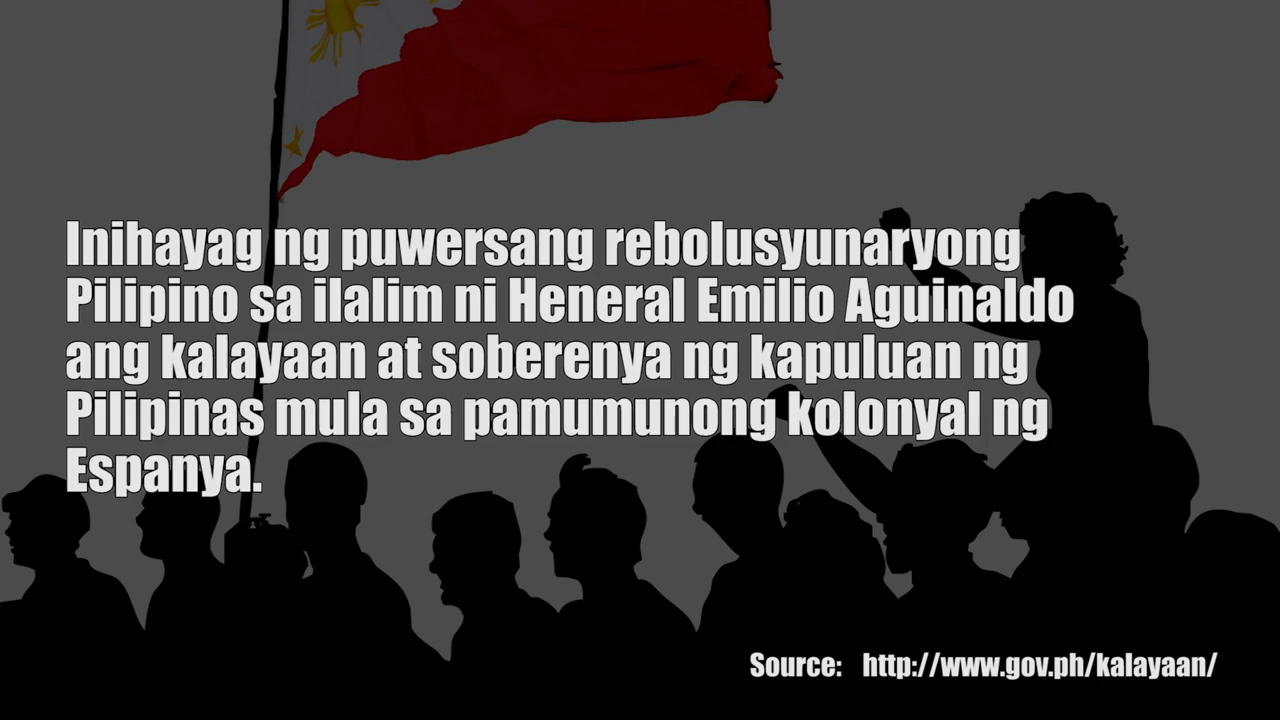 Inihayag ng puwersang rebolusyunaryong
Pilipino sa ilalim ni Heneral Emilio Aguinaldo
ang kalayaan at soberenya ng kapuluan ng
Pilipinas mula sa pamumunong kolonyal ng
Espanya.
Source: http://www.gov.ph/kalayaan/